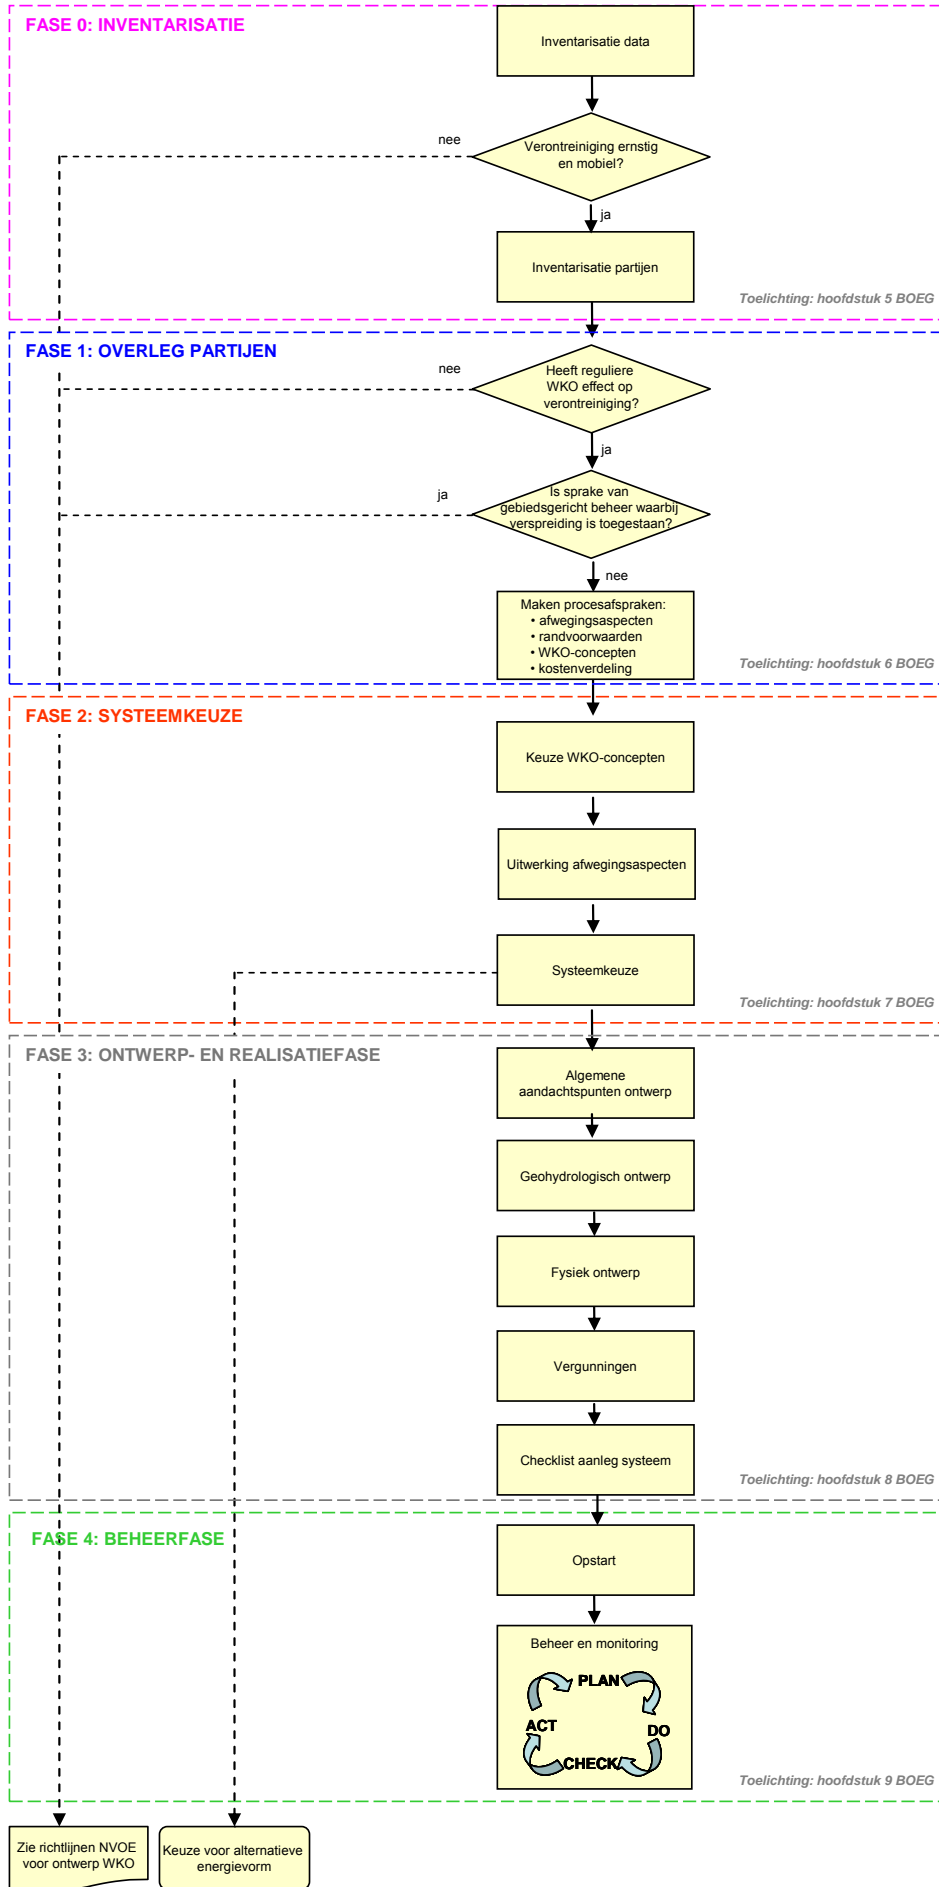 FASE 0: INVENTARISATIE
Inventarisatie data
nee
Verontreiniging ernstig
en mobiel?
ja
Inventarisatie partijen
Toelichting: hoofdstuk 5 BOEG
FASE 1: OVERLEG PARTIJEN
nee
Heeft reguliere
WKO effect op
verontreiniging?
ja
ja
Is sprake van
gebiedsgericht beheer waarbij
verspreiding is toegestaan?
nee
Maken procesafspraken:
• afwegingsaspecten
• randvoorwaarden
• WKO-concepten
• kostenverdeling
Toelichting: hoofdstuk 6 BOEG
FASE 2: SYSTEEMKEUZE
Keuze WKO-concepten
Uitwerking afwegingsaspecten
Systeemkeuze
Toelichting: hoofdstuk 7 BOEG
FASE 3: ONTWERP- EN REALISATIEFASE
Algemene
aandachtspunten ontwerp
Geohydrologisch ontwerp
Fysiek ontwerp
Vergunningen
Checklist aanleg systeem
Toelichting: hoofdstuk 8 BOEG
FASE 4: BEHEERFASE
Opstart
Beheer en monitoring
PLAN
ACT
DO
CHECK
Toelichting: hoofdstuk 9 BOEG
Zie richtlijnen NVOE
voor ontwerp WKO
Keuze voor alternatieve
energievorm